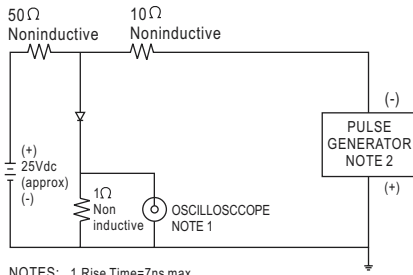 50Ω
Noninductive
10Ω
Noninductive
(-)
PULSE
GENERATOR
NOTE 2
(+)
(+)
25Vdc
(approx)
(-)
1Ω
Non
inductive
OSCILLOSCCOPE
NOTE 1
NOTES: 1.Rise Time=7ns max.